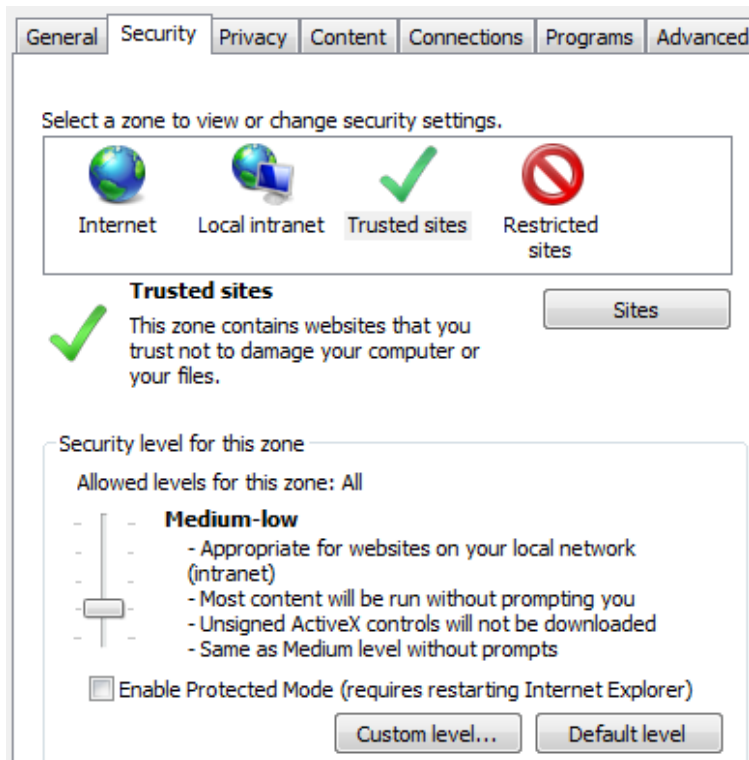 General Security Privacy Content Connections Programs Advanced
Select a zone to view or change security settings.
Internet Local intranet Trusted sites Restricted
sites
Trusted sites
Sites
This zone contains websites that you
trust not to damage your computer or
your files.
Security level for this zone
Allowed levels for this zone: All
Medium-low
- Appropriate for websites on your local network
(intranet)
- Most content will be run without prompting you
- Unsigned ActiveX controls will not be downloaded
- Same as Medium level without prompts
Enable Protected Mode (requires restarting Internet Explorer)
Custom level... Default level